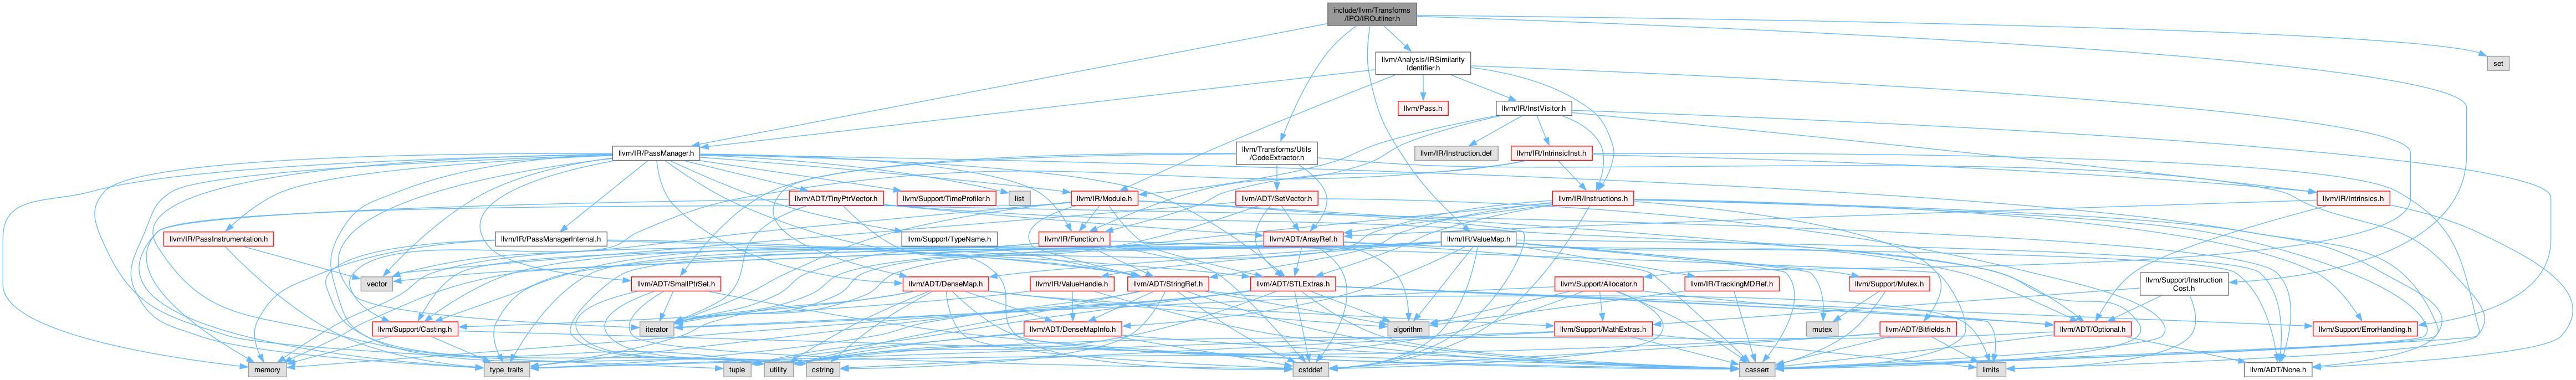 include/llvm/Transforms
/IPO/IROutliner.h
llvm/Analysis/IRSimilarity
Identifier.h
set
llvm/Pass.h
llvm/IR/InstVisitor.h
llvm/IR/PassManager.h
llvm/Transforms/Utils
/CodeExtractor.h
llvm/IR/Instruction.def
llvm/IR/IntrinsicInst.h
llvm/ADT/TinyPtrVector.h
llvm/Support/TimeProfiler.h
list
llvm/IR/Module.h
llvm/ADT/SetVector.h
llvm/IR/Instructions.h
llvm/IR/Intrinsics.h
llvm/IR/PassInstrumentation.h
llvm/IR/PassManagerInternal.h
llvm/Support/TypeName.h
llvm/IR/Function.h
llvm/ADT/ArrayRef.h
llvm/IR/ValueMap.h
vector
llvm/ADT/SmallPtrSet.h
llvm/ADT/DenseMap.h
llvm/IR/ValueHandle.h
llvm/ADT/StringRef.h
llvm/ADT/STLExtras.h
llvm/Support/Allocator.h
llvm/IR/TrackingMDRef.h
llvm/Support/Mutex.h
llvm/Support/Instruction
Cost.h
llvm/Support/Casting.h
iterator
llvm/ADT/DenseMapInfo.h
algorithm
llvm/Support/MathExtras.h
mutex
llvm/ADT/Bitfields.h
llvm/ADT/Optional.h
llvm/Support/ErrorHandling.h
memory
type_traits
tuple
utility
cstring
cstddef
cassert
limits
llvm/ADT/None.h